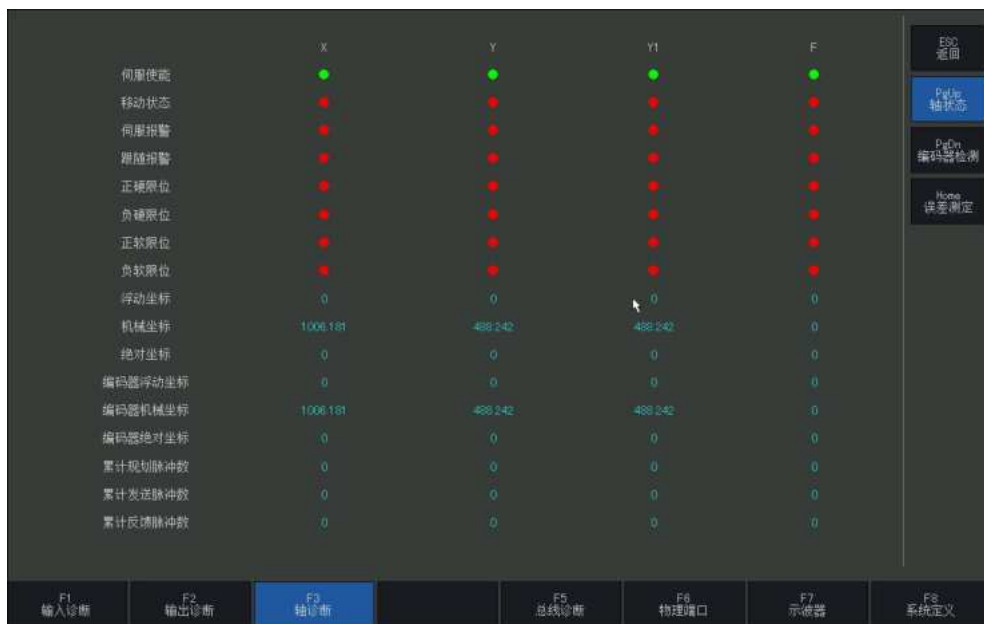 X Y Y1 F
伺服使能
移动状态
伺服报警
跟随报警
正硬限位
负硬限位
正软限位
负软限位
浮动坐标 0 0 0 0
机械坐标 1006.181 488.242 488.242 0
绝对坐标 0 0 0 0
编码器浮动坐标 0 0 0 0
编码器机械坐标 1006.181 488.242 488.242 0
编码器绝对坐标 0 0 0 0
累计规划脉冲数 0 0 0 0
累计发送脉冲数 0 0 0 0
累计反馈脉冲数 0 0 0 0
ESC
返回
PgUp
轴状态
PgDn
编码器检测
Home
误差测定
F1 F2 F3 F5 F6 F7 F8
输入诊断 输出诊断 轴诊断 总线诊断 物理端口 示波器 系统定义